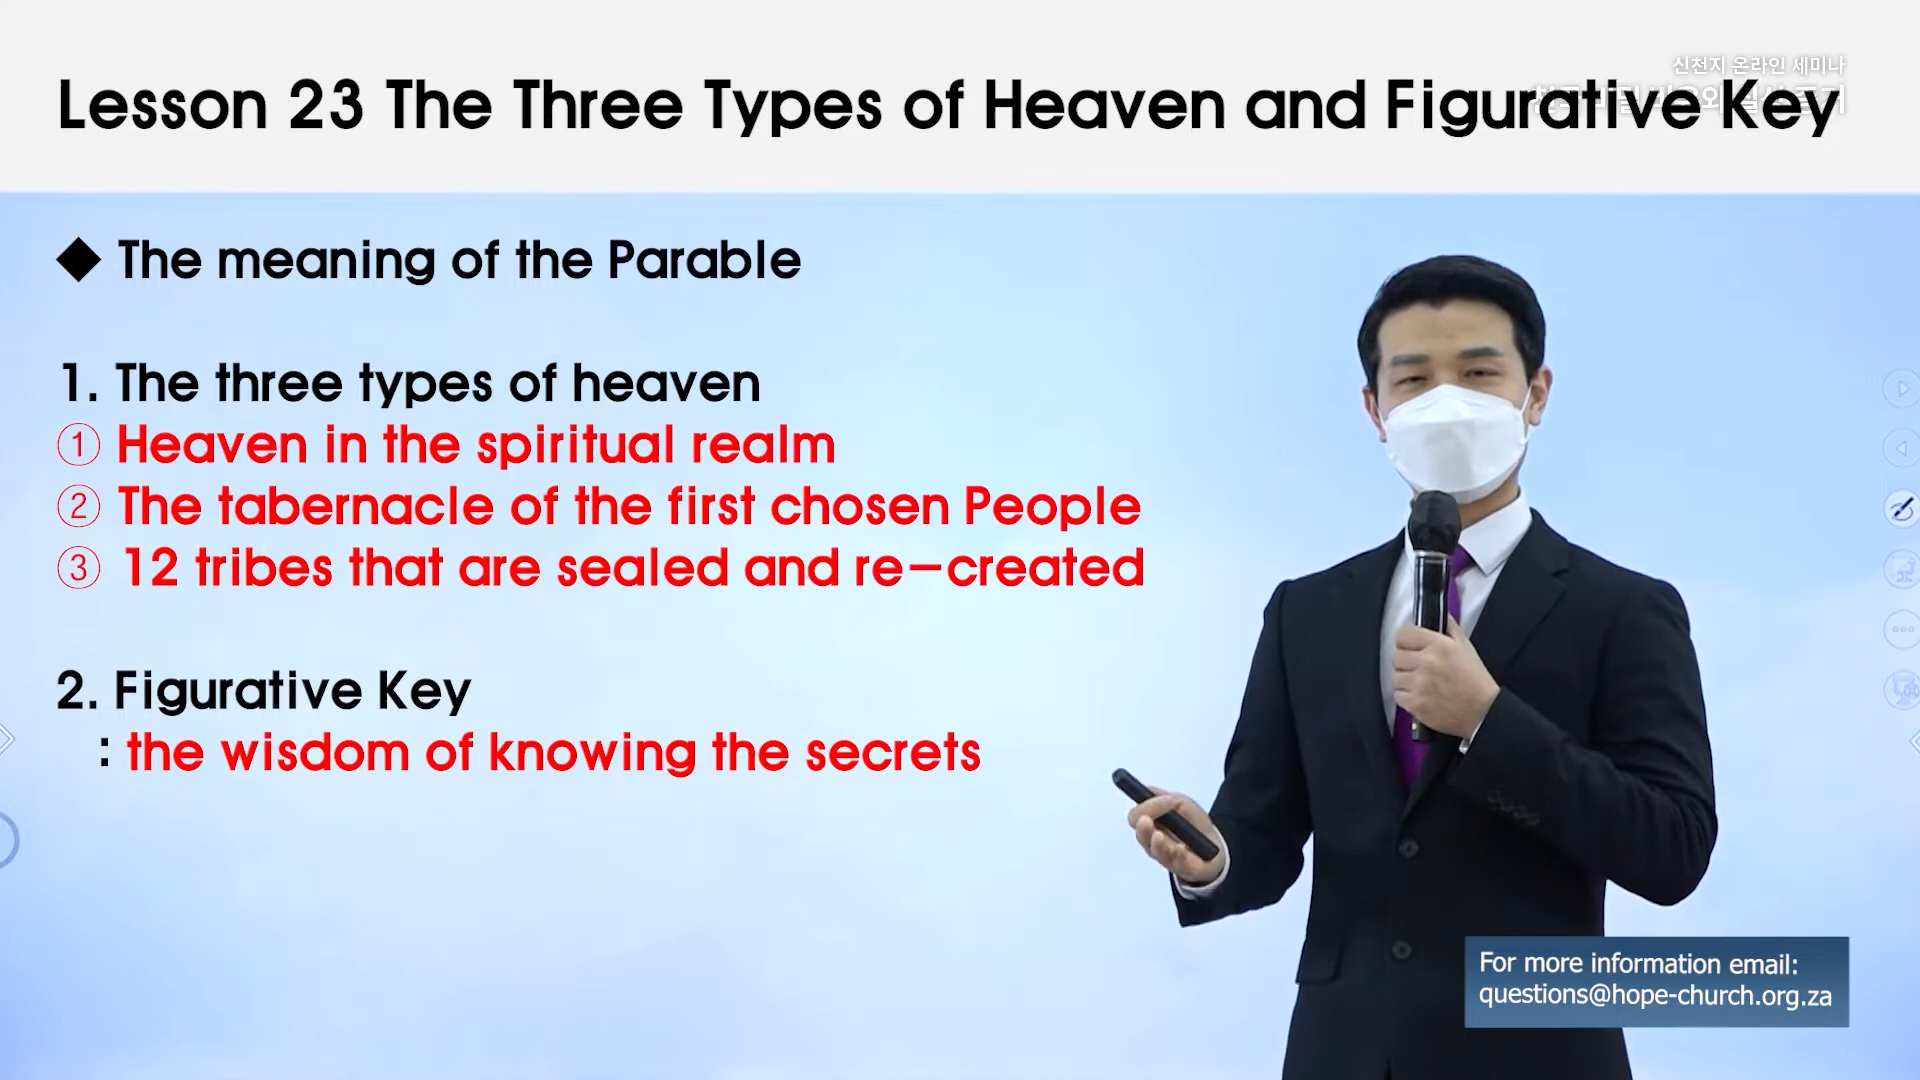 신천지 온라인 세미나
Lesson 23 The Three Types of Heaven and Figurative Key
◆ The meaning of the Parable
1. The three types of heaven
① Heaven in the spiritual realm
② The tabernacle of the first chosen People
③ 12 tribes that are sealed and re-created
2. Figurative Key
: the wisdom of knowing the secrets
For more information email:
questions@hope-church.org.za